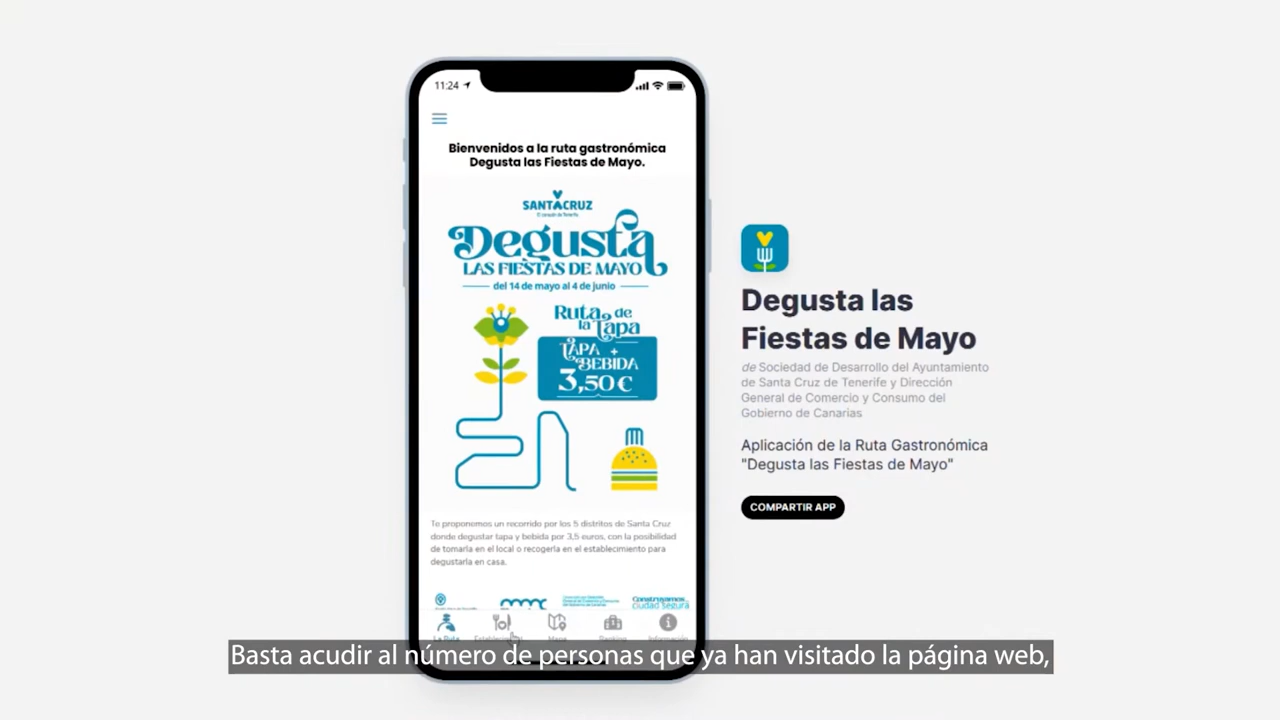 11:24
Bienvenidos a la ruta gastronómica
Degusta las Fiestas de Mayo.
SANTACRUZ
El corazón de Tenerife
Degusta
LAS FIESTAS DE MAYO
del 14 de mayo al 4 de junio
Ruta de
la Tapa
TAPA +
BEBIDA
3,50 €
Te proponemos un recorrido por los 5 distritos de Santa Cruz
donde degustar tapa y bebida por 3,5 euros, con la posibilidad
de tomarla en el local o recogerla en el establecimiento para
degustarla en casa.
Construyamos
ciudad segura
La Ruta
Mapa
Ranking
Información
Degusta las
Fiestas de Mayo
de Sociedad de Desarrollo del Ayuntamiento
de Santa Cruz de Tenerife y Dirección
General de Comercio y Consumo del
Gobierno de Canarias
Aplicación de la Ruta Gastronómica
"Degusta las Fiestas de Mayo"
COMPARTIR APP
Basta acudir al número de personas que ya han visitado la página web,